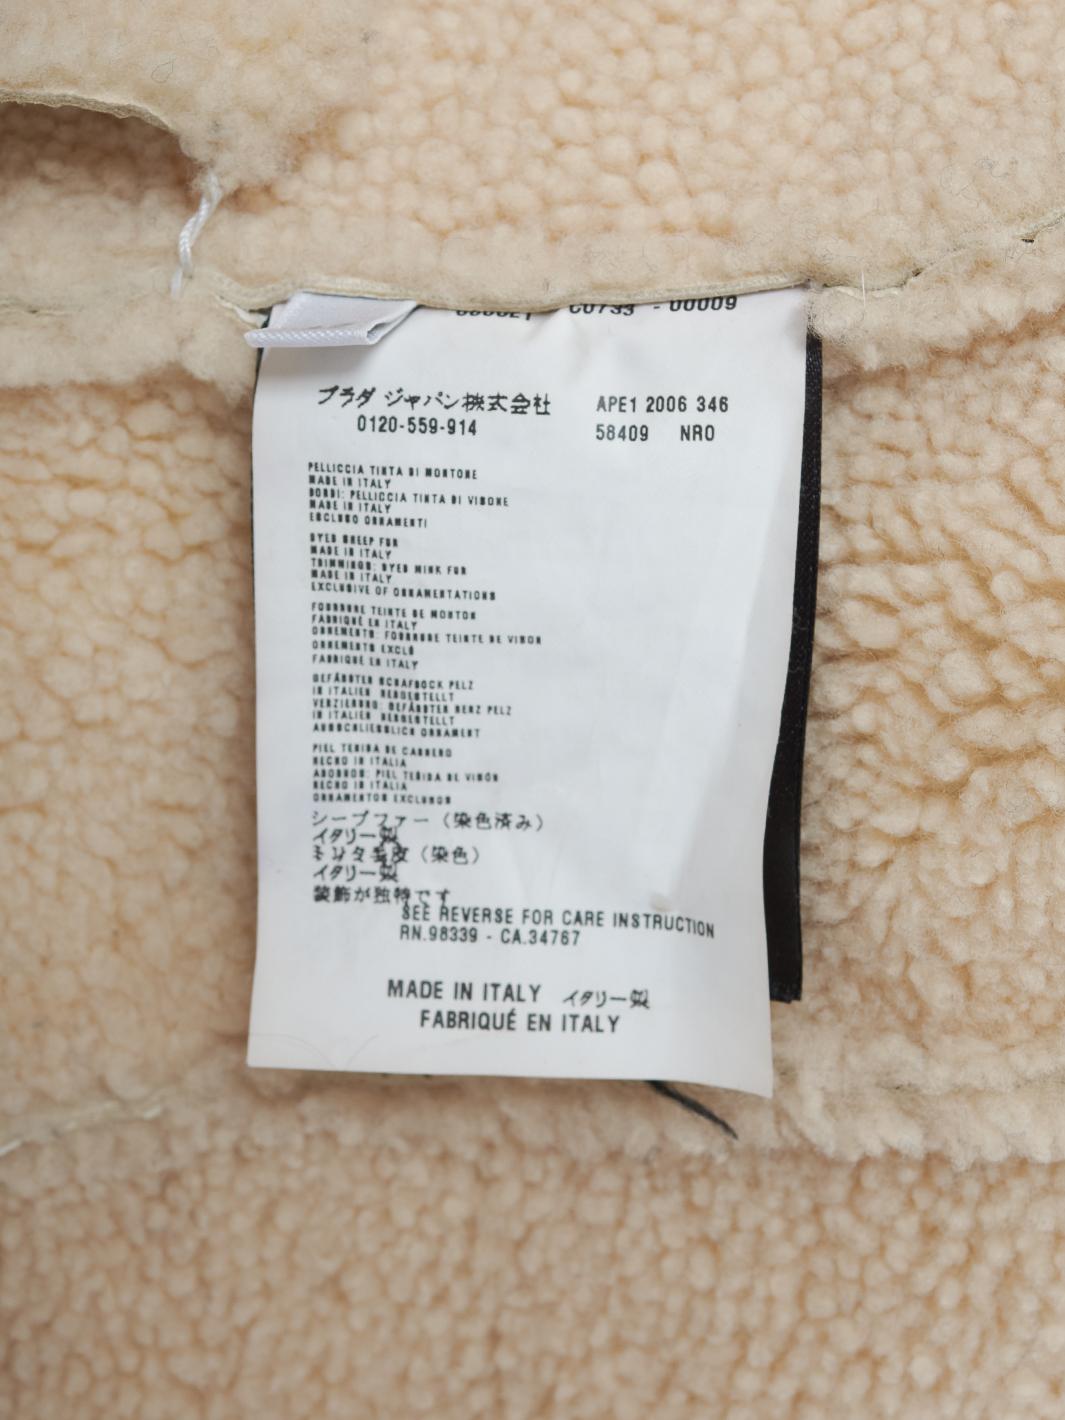 C0733 - 00009
プラダ ジャパン株式会社
0120-559-914
APE1 2006 346
58409 NRO
PELLICCIA TINTA DI MONTONE
MADE IN ITALY
BORDI: PELLICCIA TINTA DI VISONE
MADE IN ITALY
ESCLUSO ORNAMENTI
DYED SHEEP FUR
MADE IN ITALY
TRIMMINGS: DYED MINK FUR
MADE IN ITALY
EXCLUSIVE OF ORNAMENTATIONS
FOURRURE TEINTE DE MOUTON
FABRIQUÉ EN ITALY
ORNEMENTS: FOURRURE TEINTE DE VISON
ORNEMENTS EXCLÚ
FABRIQUÉ EN ITALY
GEFÄRBTER SCHAFBOCK PELZ
IN ITALIEN HERGESTELLT
VERZIERUNG: GEFÄRBTER NERZ PELZ
IN ITALIEN HERGESTELLT
AUSSCHLIESSLICH ORNAMENT
PIEL TEÑIDA DE CARNERO
HECHO IN ITALIA
ADORNOS: PIEL TEÑIDA DE VISÓN
HECHO IN ITALIA
ORNAMENTOS EXCLUSOS
シープファー（染色済み）
イタリー製
ミンク毛皮（染色）
イタリー製
装飾が独特です
SEE REVERSE FOR CARE INSTRUCTION
RN.98339 - CA.34767
MADE IN ITALY イタリー製
FABRIQUÉ EN ITALY